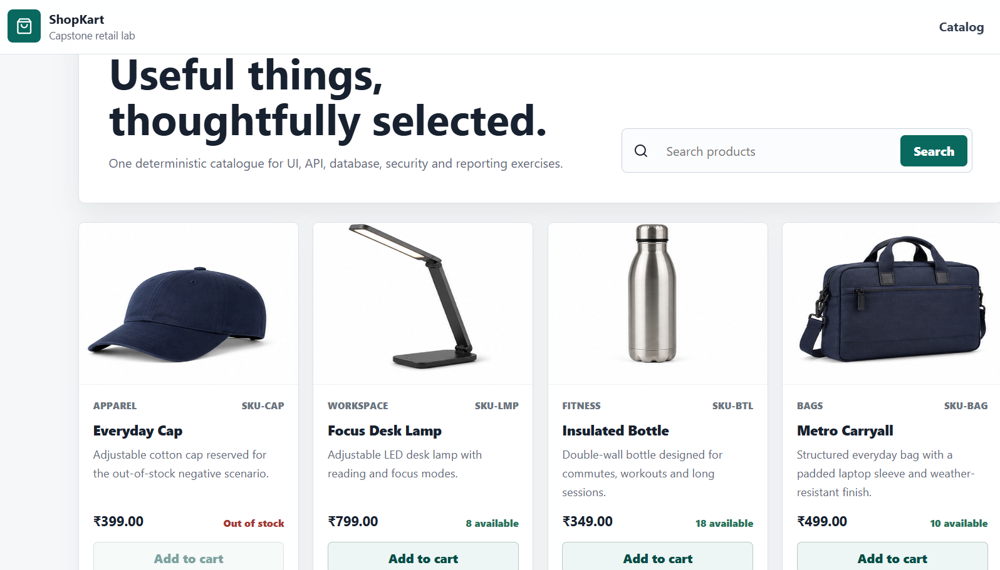 ShopKart
Capstone retail lab
Catalog
Useful things,
thoughtfully selected.
One deterministic catalogue for UI, API, database, security and reporting exercises.
Search products
Search
APPAREL
SKU-CAP
Everyday Cap
Adjustable cotton cap reserved for
the out-of-stock negative scenario.
₹399.00
Out of stock
Add to cart
WORKSPACE
SKU-LMP
Focus Desk Lamp
Adjustable LED desk lamp with
reading and focus modes.
₹799.00
8 available
Add to cart
FITNESS
SKU-BTL
Insulated Bottle
Double-wall bottle designed for
commutes, workouts and long
sessions.
₹349.00
18 available
Add to cart
BAGS
SKU-BAG
Metro Carryall
Structured everyday bag with a
padded laptop sleeve and weather-
resistant finish.
₹499.00
10 available
Add to cart